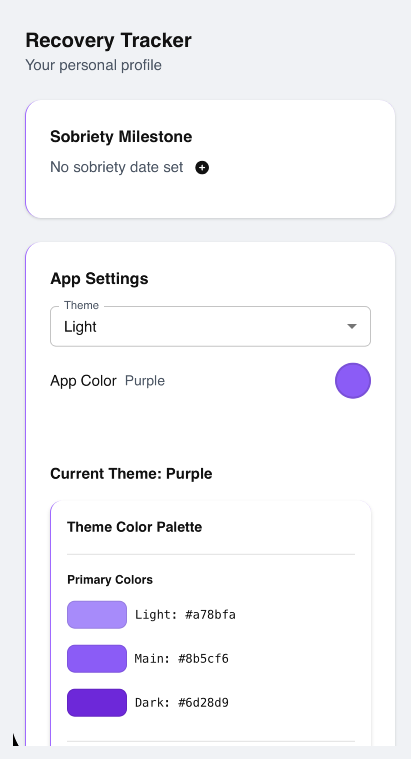 Recovery Tracker
Your personal profile
Sobriety Milestone
No sobriety date set
App Settings
Theme
Light
App Color Purple
Current Theme: Purple
Theme Color Palette
Primary Colors
Light: #a78bfa
Main: #8b5cf6
Dark: #6d28d9